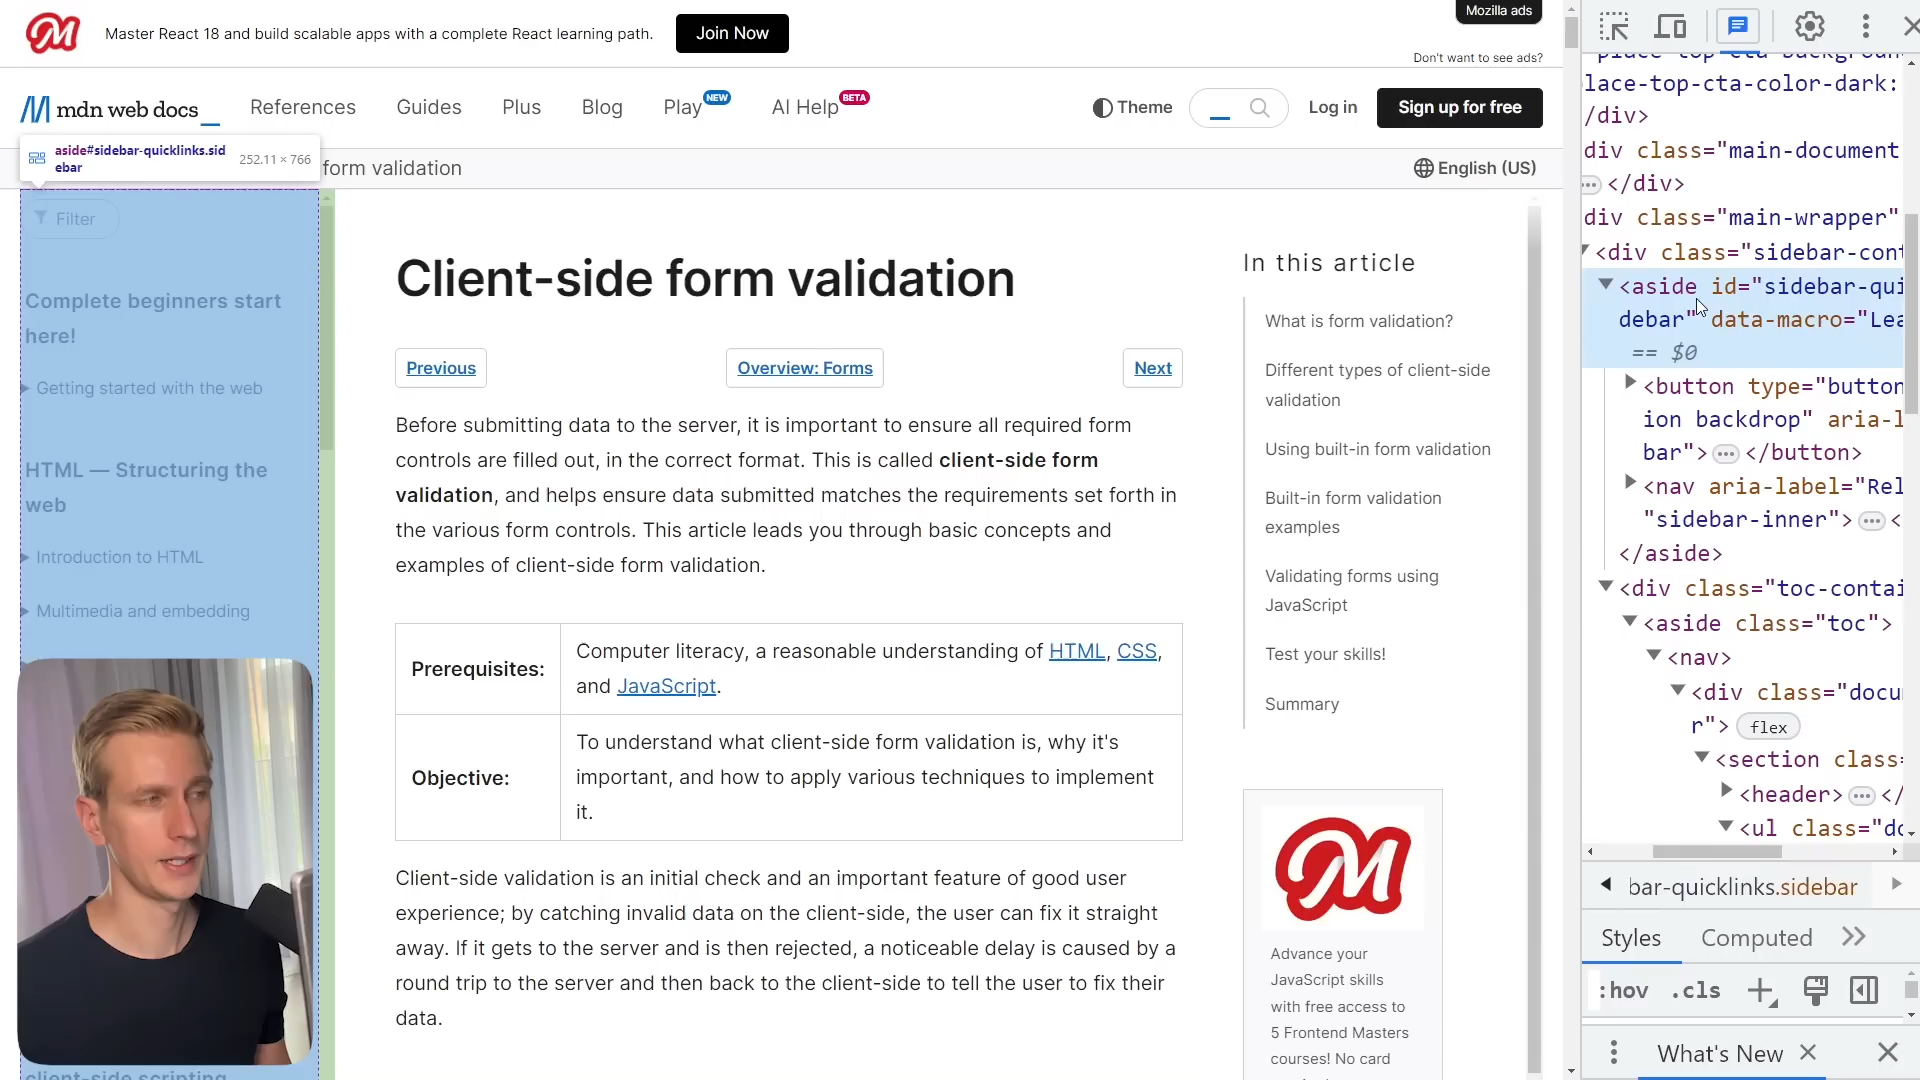 Master React 18 and build scalable apps with a complete React learning path.
Join Now
Mozilla ads
Don't want to see ads?
mdn web docs
References
Guides
Plus
Blog
Play
NEW
AI Help
BETA
Theme
Log in
Sign up for free
aside#sidebar-quicklinks.sid
ebar
252.11 × 766
form validation
English (US)
Filter
Complete beginners start
here!
Getting started with the web
HTML — Structuring the
web
Introduction to HTML
Multimedia and embedding
client-side scripting
Client-side form validation
Previous
Overview: Forms
Next
Before submitting data to the server, it is important to ensure all required form
controls are filled out, in the correct format. This is called client-side form
validation, and helps ensure data submitted matches the requirements set forth in
the various form controls. This article leads you through basic concepts and
examples of client-side form validation.
Prerequisites:
Computer literacy, a reasonable understanding of HTML, CSS,
and JavaScript.
Objective:
To understand what client-side form validation is, why it's
important, and how to apply various techniques to implement
it.
Client-side validation is an initial check and an important feature of good user
experience; by catching invalid data on the client-side, the user can fix it straight
away. If it gets to the server and is then rejected, a noticeable delay is caused by a
round trip to the server and then back to the client-side to tell the user to fix their
data.
In this article
What is form validation?
Different types of client-side
validation
Using built-in form validation
Built-in form validation
examples
Validating forms using
JavaScript
Test your skills!
Summary
Advance your
JavaScript skills
with free access to
5 Frontend Masters
courses! No card
place-top-cta-background
lace-top-cta-color-dark:
/div>
div class="main-document
</div>
div class="main-wrapper"
<div class="sidebar-cont
<aside id="sidebar-qui
debar" data-macro="Lea
== $0
<button type="button
ion backdrop" aria-l
bar"> </button>
<nav aria-label="Rel
"sidebar-inner"> <
</aside>
<div class="toc-contai
<aside class="toc">
<nav>
<div class="docu
r"> flex
<section class=
<header> </
<ul class="do
bar-quicklinks.sidebar
Styles
Computed
:hov
.cls
What's New